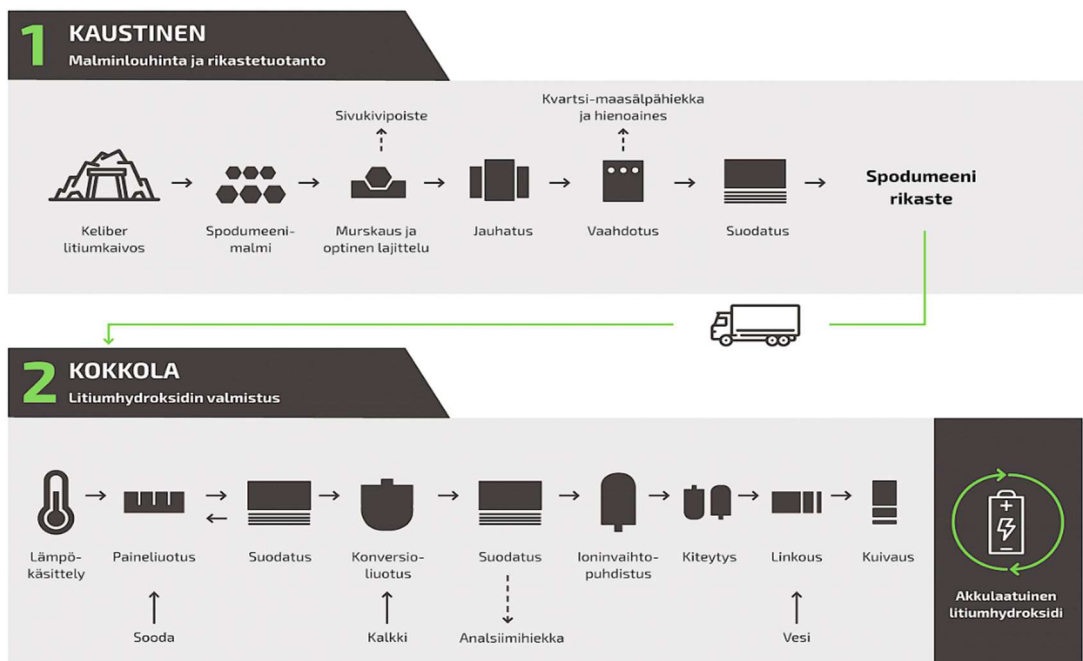 1
KAUSTINEN
Malminlouhinta ja rikastetuotanto
Sivukivipoiste
Kvartsi-maasälpähiekka
ja hienoaines
Keliber
litiumkaivos
Spodumeeni-
malmi
Murskaus ja
optinen lajittelu
Jauhatus
Vaahdotus
Suodatus
Spodumeeni
rikaste
2
KOKKOLA
Litiumhydroksidin valmistus
Lämpö-
käsittely
Paineliuotus
Suodatus
Konversio-
liuotus
Suodatus
Ioninvaihto-
puhdistus
Kiteytys
Linkous
Kuivaus
Sooda
Kalkki
Analsiimihiekka
Vesi
Akkulaatuinen
litiumhydroksidi